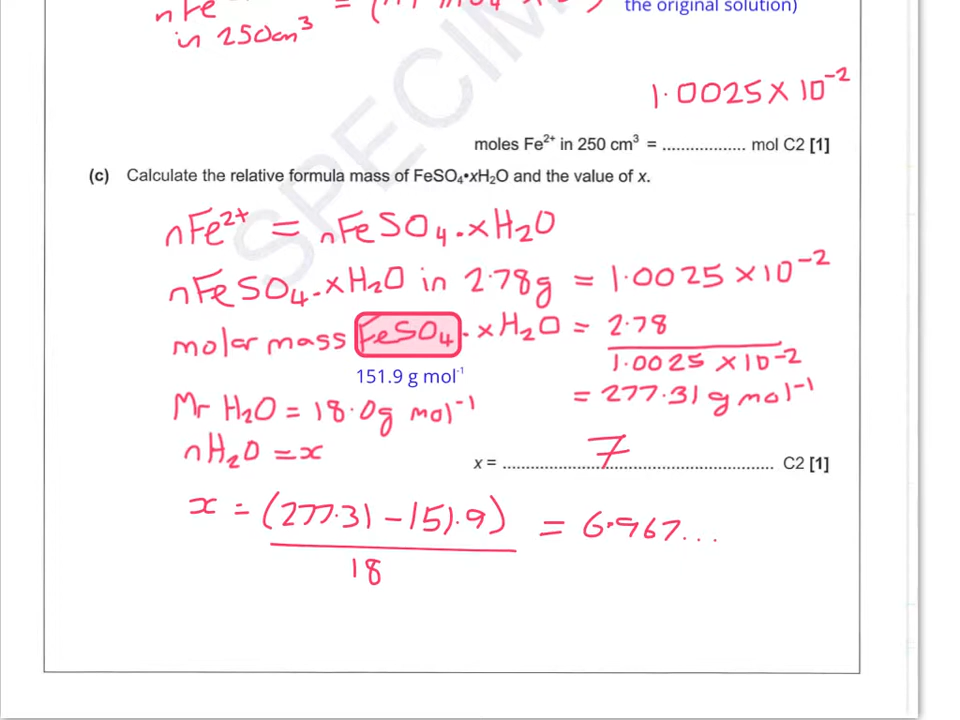 nFe
in 250cm³
the original solution)
1.0025 × 10⁻²
moles Fe²⁺ in 250 cm³ = .................. mol C2 [1]
(c) Calculate the relative formula mass of FeSO₄•xH₂O and the value of x.
nFe²⁺ = nFeSO₄.xH₂O
nFeSO₄.xH₂O in 2.78g = 1.0025 × 10⁻²
molar mass FeSO₄.xH₂O = 2.78
1.0025 × 10⁻²
151.9 g mol⁻¹
= 277.31 g mol⁻¹
Mr H₂O = 18.0g mol⁻¹
nH₂O = x
x = ........7........ C2 [1]
x = (277.31 - 151.9) = 6.967...
18
SPECIM